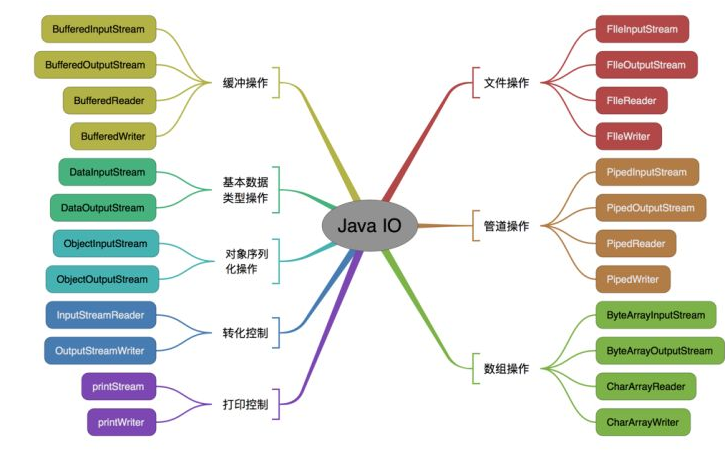 BufferedInputStream
BufferedOutputStream
BufferedReader
BufferedWriter
缓冲操作
DataInputStream
DataOutputStream
基本数据
类型操作
ObjectInputStream
ObjectOutputStream
对象序列
化操作
InputStreamReader
OutputStreamWriter
转化控制
printStream
printWriter
打印控制
Java IO
文件操作
FIleInputStream
FIleOutputStream
FIleReader
FIleWriter
管道操作
PipedInputStream
PipedOutputStream
PipedReader
PipedWriter
数组操作
ByteArrayInputStream
ByteArrayOutputStream
CharArrayReader
CharArrayWriter